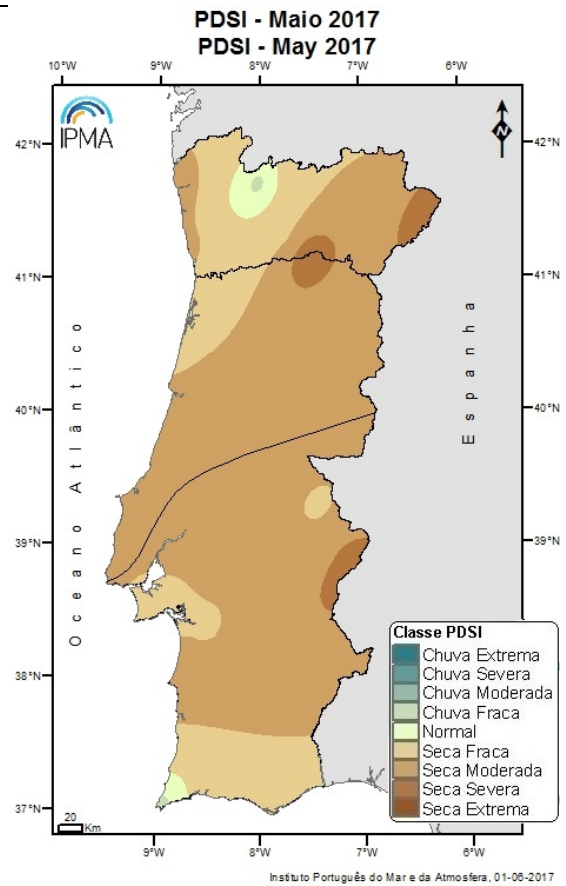 PDSI - Maio 2017
PDSI - May 2017
10°W 9°W 8°W 7°W 6°W
IPMA
N
42°N 42°N
41°N 41°N
40°N 40°N
39°N 39°N
38°N 38°N
37°N 37°N
Oceano Atlântico
Espanha
Classe PDSI
Chuva Extrema
Chuva Severa
Chuva Moderada
Chuva Fraca
Normal
Seca Fraca
Seca Moderada
Seca Severa
Seca Extrema
20
Km
9°W 8°W 7°W 6°W
Instituto Português do Mar e da Atmosfera, 01-06-2017